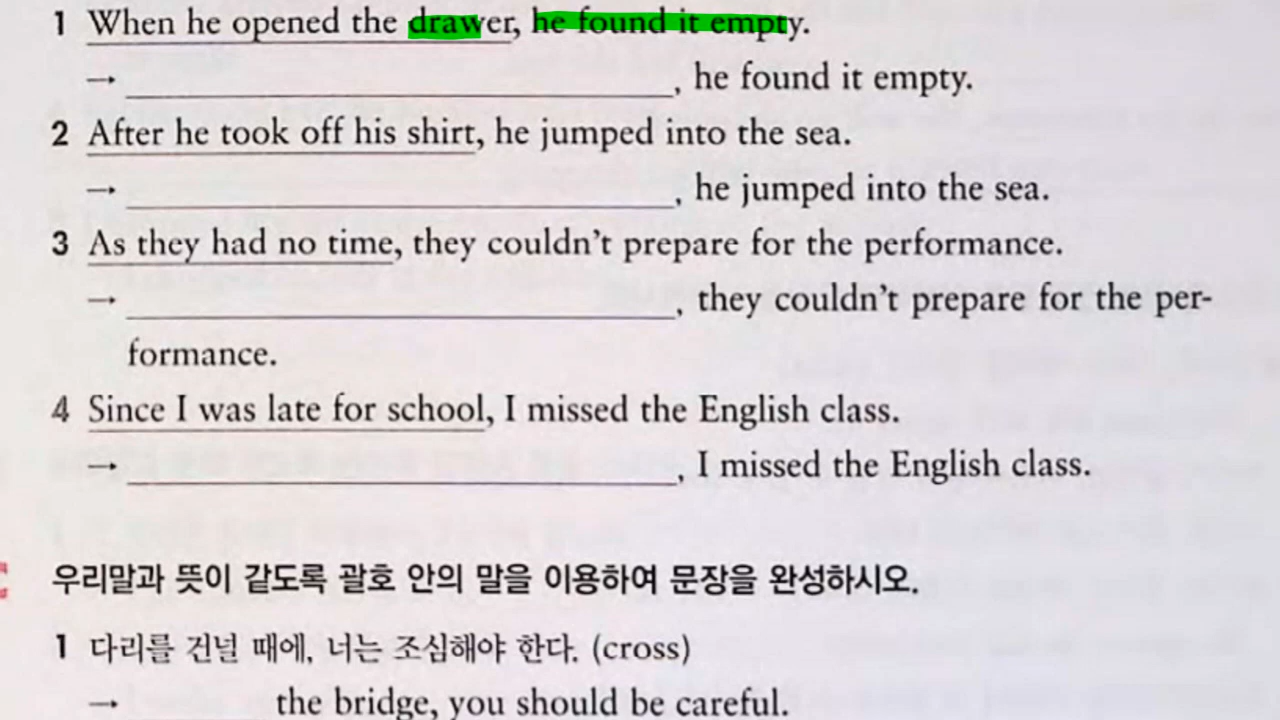 1 When he opened the drawer, he found it empty.
→ ____________, he found it empty.
2 After he took off his shirt, he jumped into the sea.
→ ____________, he jumped into the sea.
3 As they had no time, they couldn't prepare for the performance.
→ ____________, they couldn't prepare for the per-
formance.
4 Since I was late for school, I missed the English class.
→ ____________, I missed the English class.
우리말과 뜻이 같도록 괄호 안의 말을 이용하여 문장을 완성하시오.
1 다리를 건널 때에, 너는 조심해야 한다. (cross)
→ ______ the bridge, you should be careful.